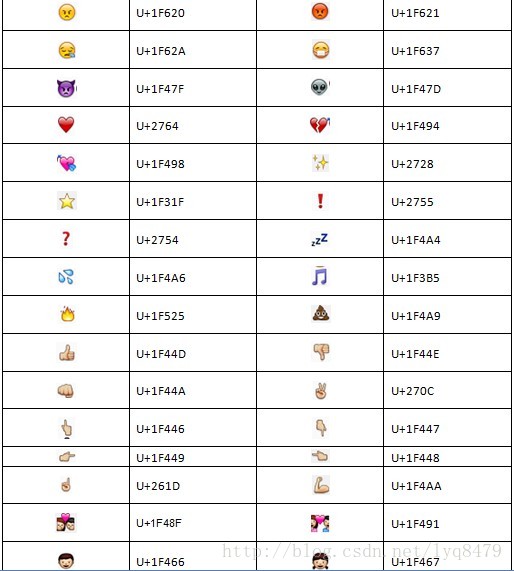 U+1F620 U+1F621
U+1F62A U+1F637
U+1F47F U+1F47D
U+2764 U+1F494
U+1F498 U+2728
U+1F31F U+2755
U+2754 U+1F4A4
U+1F4A6 U+1F3B5
U+1F525 U+1F4A9
U+1F44D U+1F44E
U+1F44A U+270C
U+1F446 U+1F447
U+1F449 U+1F448
U+261D U+1F4AA
U+1F48F U+1F491
U+1F466 U+1F467
http://blog.csdn.net/lyq8479